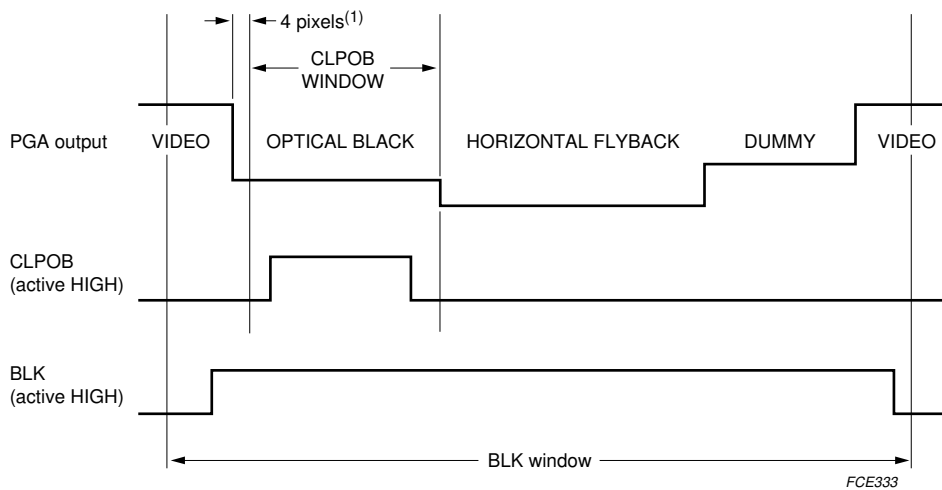 4 pixels(1)
CLPOB
WINDOW
PGA output
VIDEO
OPTICAL BLACK
HORIZONTAL FLYBACK
DUMMY
VIDEO
CLPOB
(active HIGH)
BLK
(active HIGH)
BLK window
FCE333